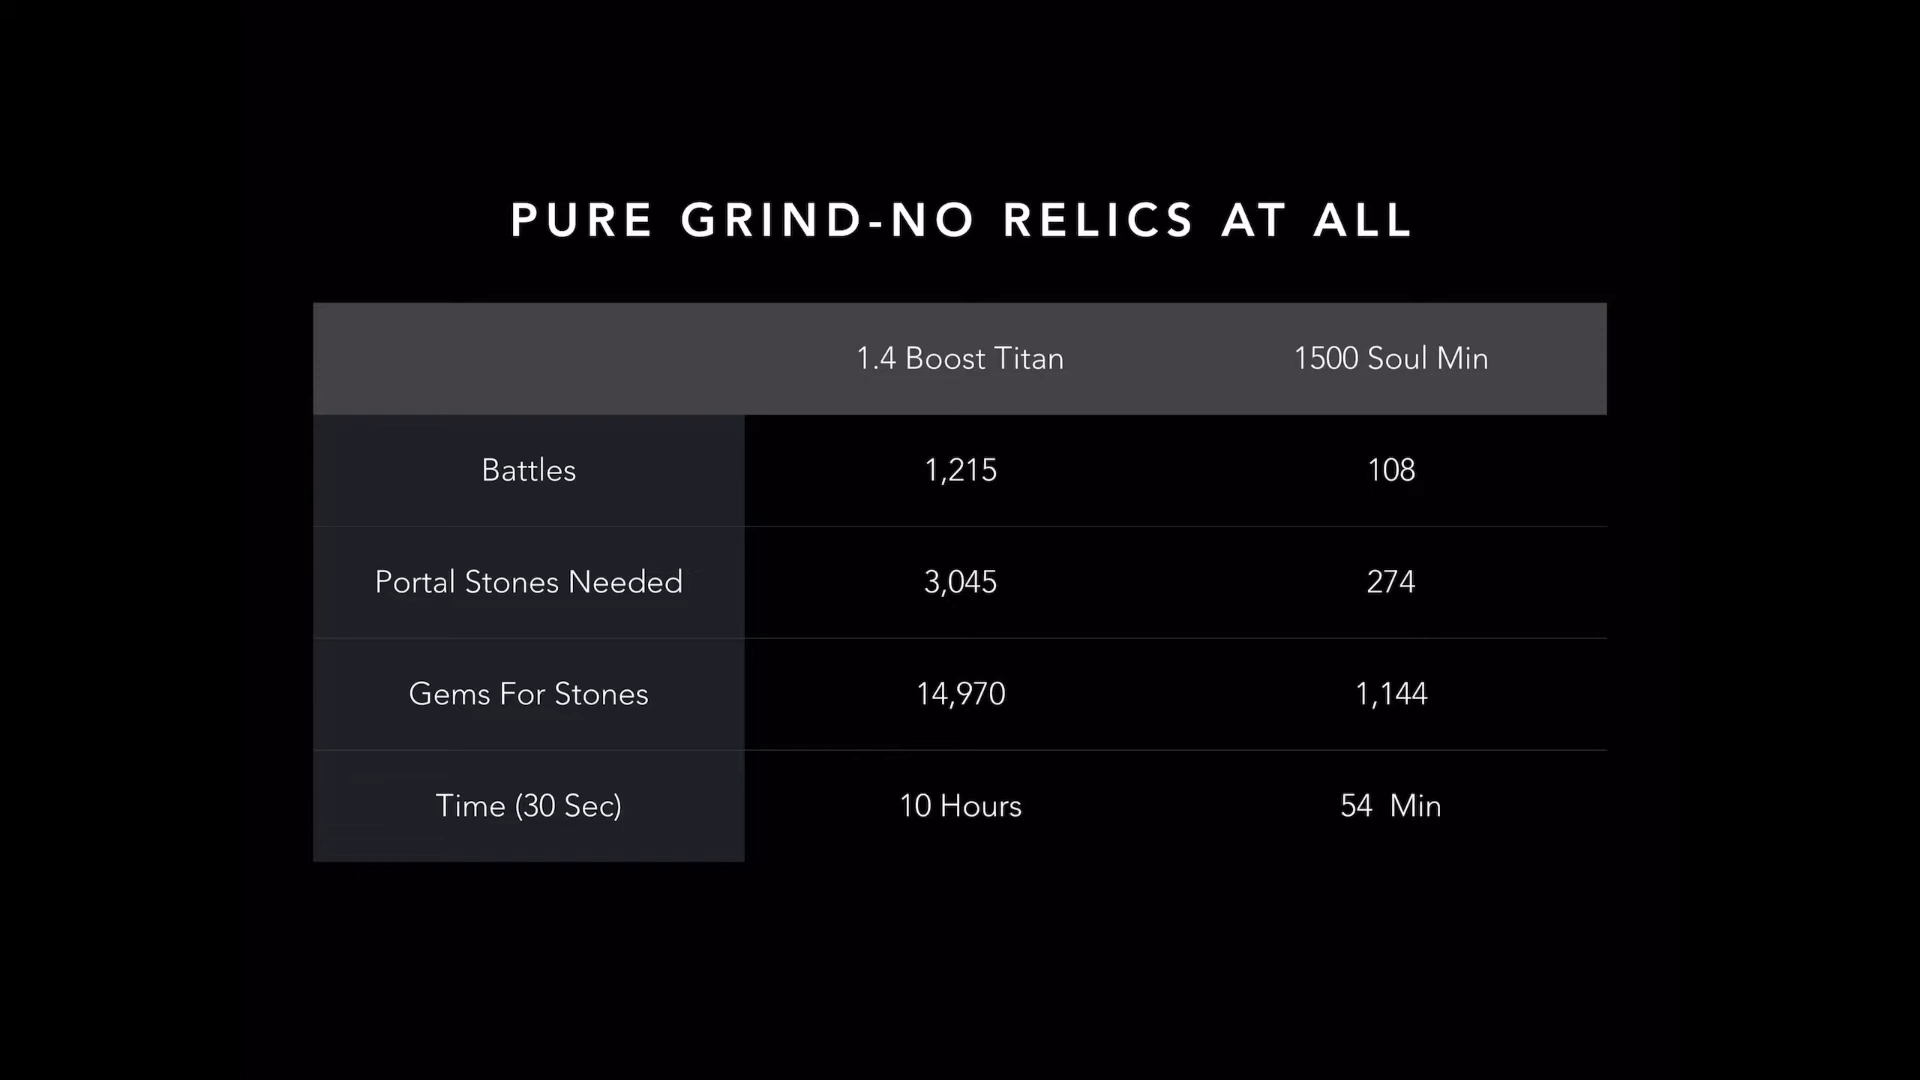 PURE GRIND-NO RELICS AT ALL
1.4 Boost Titan 1500 Soul Min
Battles 1,215 108
Portal Stones Needed 3,045 274
Gems For Stones 14,970 1,144
Time (30 Sec) 10 Hours 54 Min